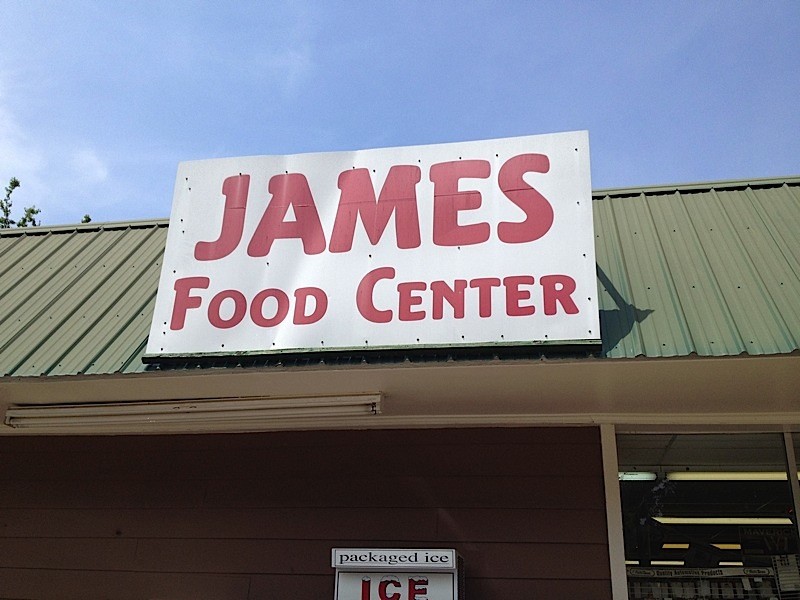 JAMES
FOOD CENTER
packaged ice
ICE